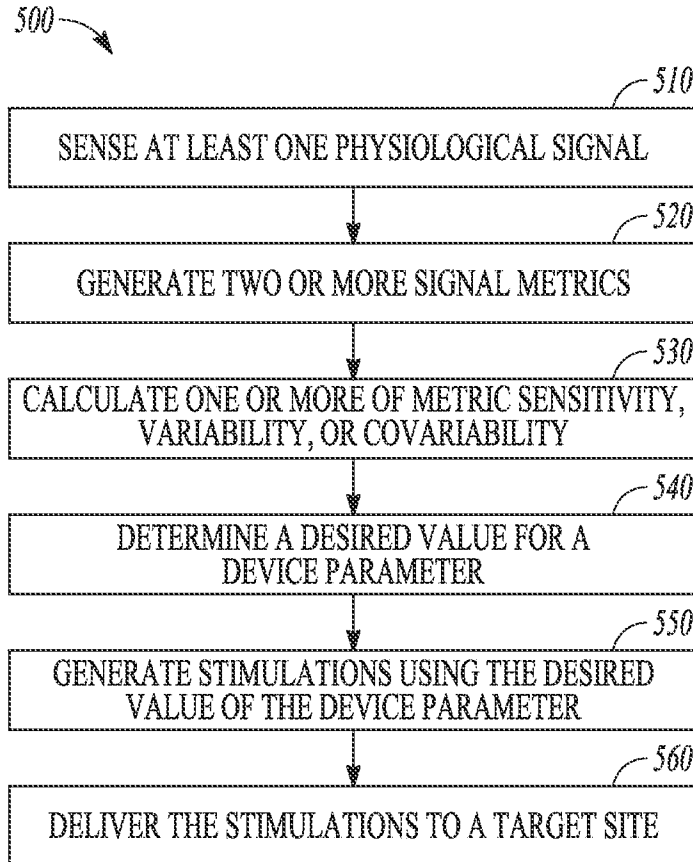 500
510
SENSE AT LEAST ONE PHYSIOLOGICAL SIGNAL
520
GENERATE TWO OR MORE SIGNAL METRICS
530
CALCULATE ONE OR MORE OF METRIC SENSITIVITY,
VARIABILITY, OR COVARIABILITY
540
DETERMINE A DESIRED VALUE FOR A
DEVICE PARAMETER
550
GENERATE STIMULATIONS USING THE DESIRED
VALUE OF THE DEVICE PARAMETER
560
DELIVER THE STIMULATIONS TO A TARGET SITE